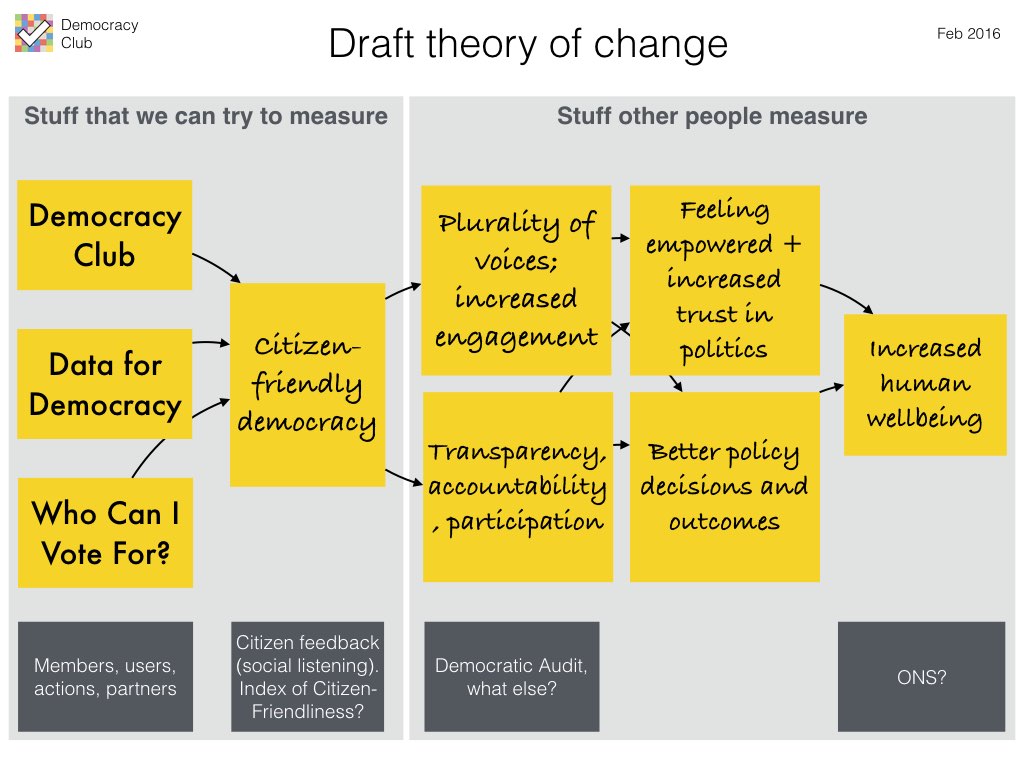 Democracy
Club
Draft theory of change
Feb 2016
Stuff that we can try to measure
Stuff other people measure
Democracy
Club
Data for
Democracy
Who Can I
Vote For?
Citizen-
friendly
democracy
Plurality of
voices;
increased
engagement
Transparency,
accountability
, participation
Feeling
empowered +
increased
trust in
politics
Better policy
decisions and
outcomes
Increased
human
wellbeing
Members, users,
actions, partners
Citizen feedback
(social listening).
Index of Citizen-
Friendliness?
Democratic Audit,
what else?
ONS?